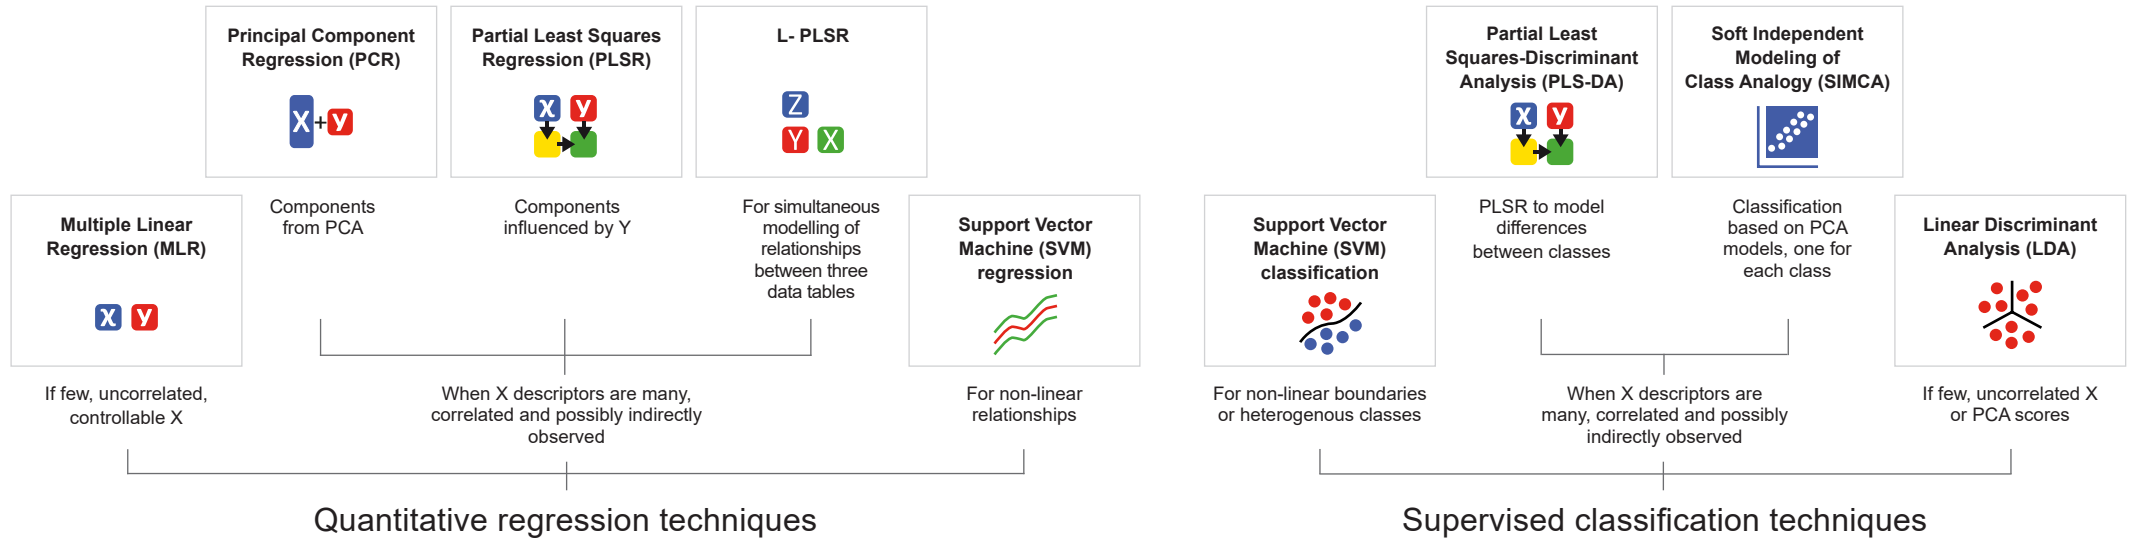 Principal Component
Regression (PCR)
X + y
Components
from PCA
Partial Least Squares
Regression (PLSR)
X y
Components
influenced by Y
L- PLSR
Z
Y X
For simultaneous
modelling of
relationships
between three
data tables
Multiple Linear
Regression (MLR)
X y
If few, uncorrelated,
controllable X
When X descriptors are many,
correlated and possibly indirectly
observed
Support Vector
Machine (SVM)
regression
For non-linear
relationships
Quantitative regression techniques
Partial Least
Squares-Discriminant
Analysis (PLS-DA)
X y
PLSR to model
differences
between classes
Soft Independent
Modeling of
Class Analogy (SIMCA)
Classification
based on PCA
models, one for
each class
Support Vector
Machine (SVM)
classification
For non-linear boundaries
or heterogenous classes
When X descriptors are
many, correlated and possibly
indirectly observed
Linear Discriminant
Analysis (LDA)
If few, uncorrelated X
or PCA scores
Supervised classification techniques